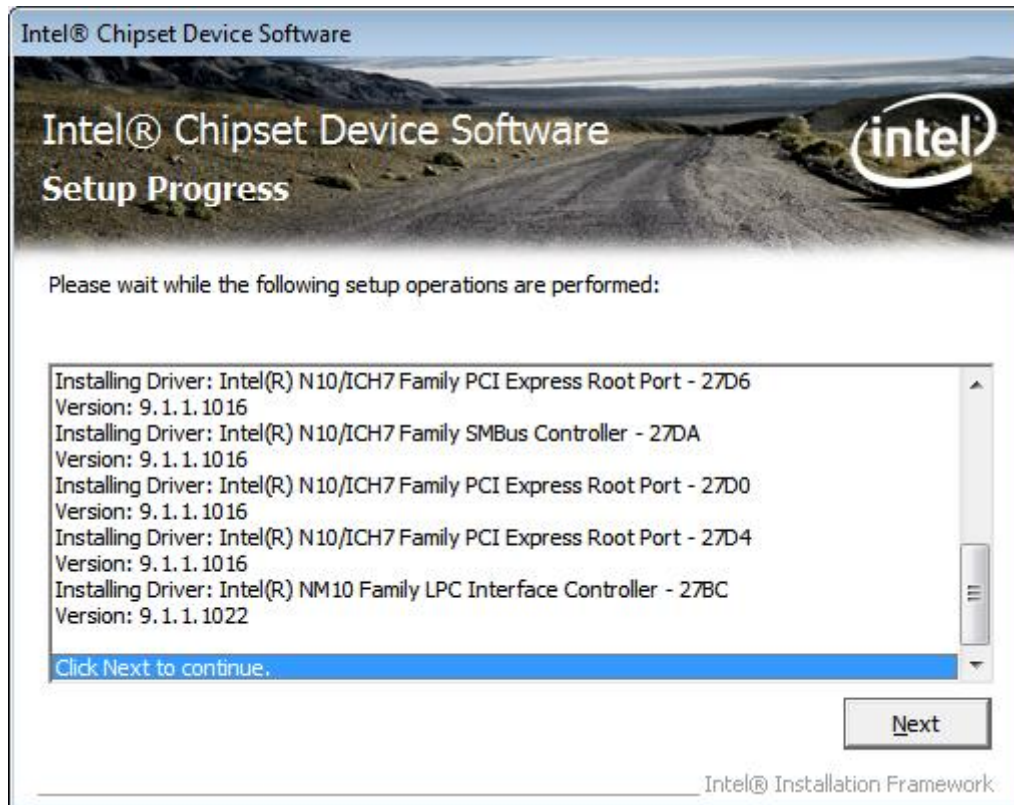 Intel® Chipset Device Software
Intel® Chipset Device Software
intel
Setup Progress
Please wait while the following setup operations are performed:
Installing Driver: Intel(R) N10/ICH7 Family PCI Express Root Port - 27D6
Version: 9.1.1.1016
Installing Driver: Intel(R) N10/ICH7 Family SMBus Controller - 27DA
Version: 9.1.1.1016
Installing Driver: Intel(R) N10/ICH7 Family PCI Express Root Port - 27D0
Version: 9.1.1.1016
Installing Driver: Intel(R) N10/ICH7 Family PCI Express Root Port - 27D4
Version: 9.1.1.1016
Installing Driver: Intel(R) NM10 Family LPC Interface Controller - 27BC
Version: 9.1.1.1022
Click Next to continue.
Next
Intel® Installation Framework